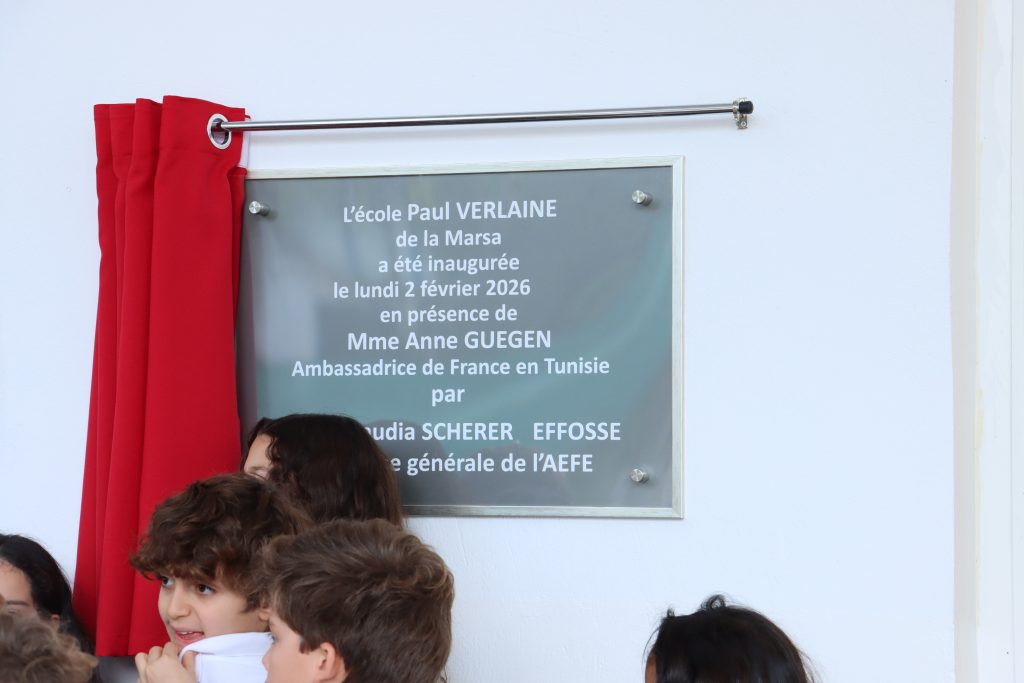 L'école Paul VERLAINE
de la Marsa
a été inaugurée
le lundi 2 février 2026
en présence de
Mme Anne GUEGEN
Ambassadrice de France en Tunisie
par
SCHERER EFFOSSE
générale de l'AEFE